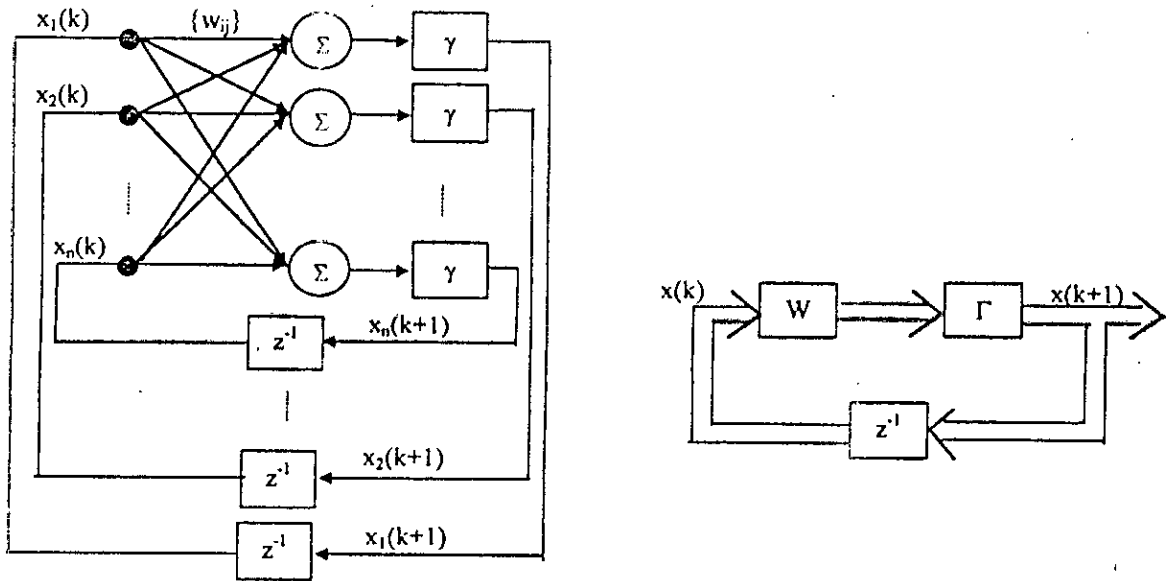 x₁(k) {wᵢⱼ} Σ γ
x₂(k) Σ γ
xₙ(k) Σ γ
z⁻¹ xₙ(k+1)
z⁻¹ x₂(k+1)
z⁻¹ x₁(k+1)
x(k) W Γ x(k+1)
z⁻¹